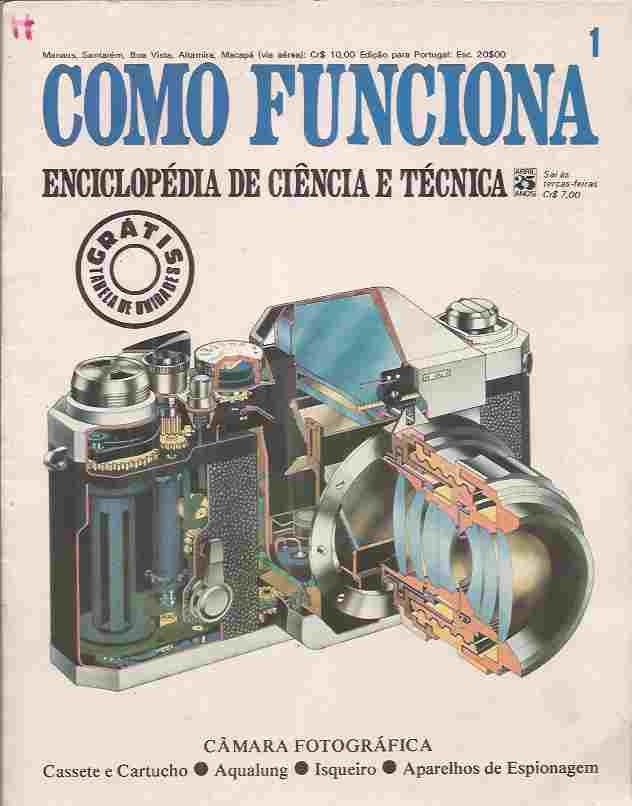 1
Manaus, Santarém, Boa Vista, Altamira, Macapá (via aérea): Cr$ 10,00 Edição para Portugal: Esc. 20$00
COMO FUNCIONA
ENCICLOPÉDIA DE CIÊNCIA E TÉCNICA
ABRIL
25
ANOS
Sai às
terças-feiras
Cr$ 7,00
GRÁTIS
TABELA DE UNIDADES
CÂMARA FOTOGRÁFICA
Cassete e Cartucho ● Aqualung ● Isqueiro ● Aparelhos de Espionagem